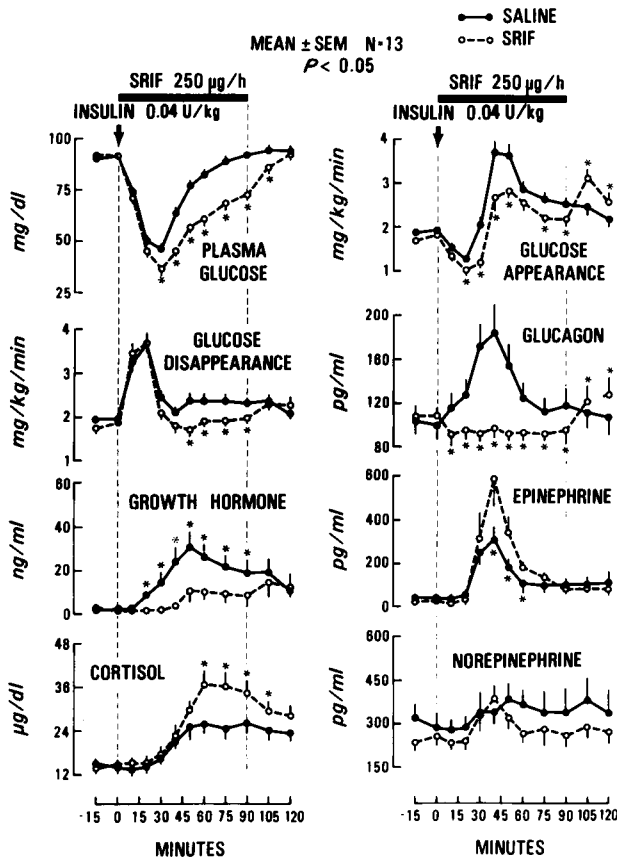 SALINE
SRIF
MEAN ± SEM N=13
P< 0.05
SRIF 250 µg/h
INSULIN 0.04 U/kg
100
75
50
25
mg/dl
PLASMA
GLUCOSE
SRIF 250 µg/h
INSULIN 0.04 U/kg
4
3
2
1
mg/kg/min
GLUCOSE
APPEARANCE
4
3
2
1
mg/kg/min
GLUCOSE
DISAPPEARANCE
200
160
120
80
pg/ml
GLUCAGON
60
40
20
0
ng/ml
GROWTH HORMONE
600
400
200
0
pg/ml
EPINEPHRINE
48
36
24
12
µg/dl
CORTISOL
600
450
300
150
pg/ml
NOREPINEPHRINE
-15 0 15 30 45 60 75 90 105 120
MINUTES
-15 0 15 30 45 60 75 90 105 120
MINUTES